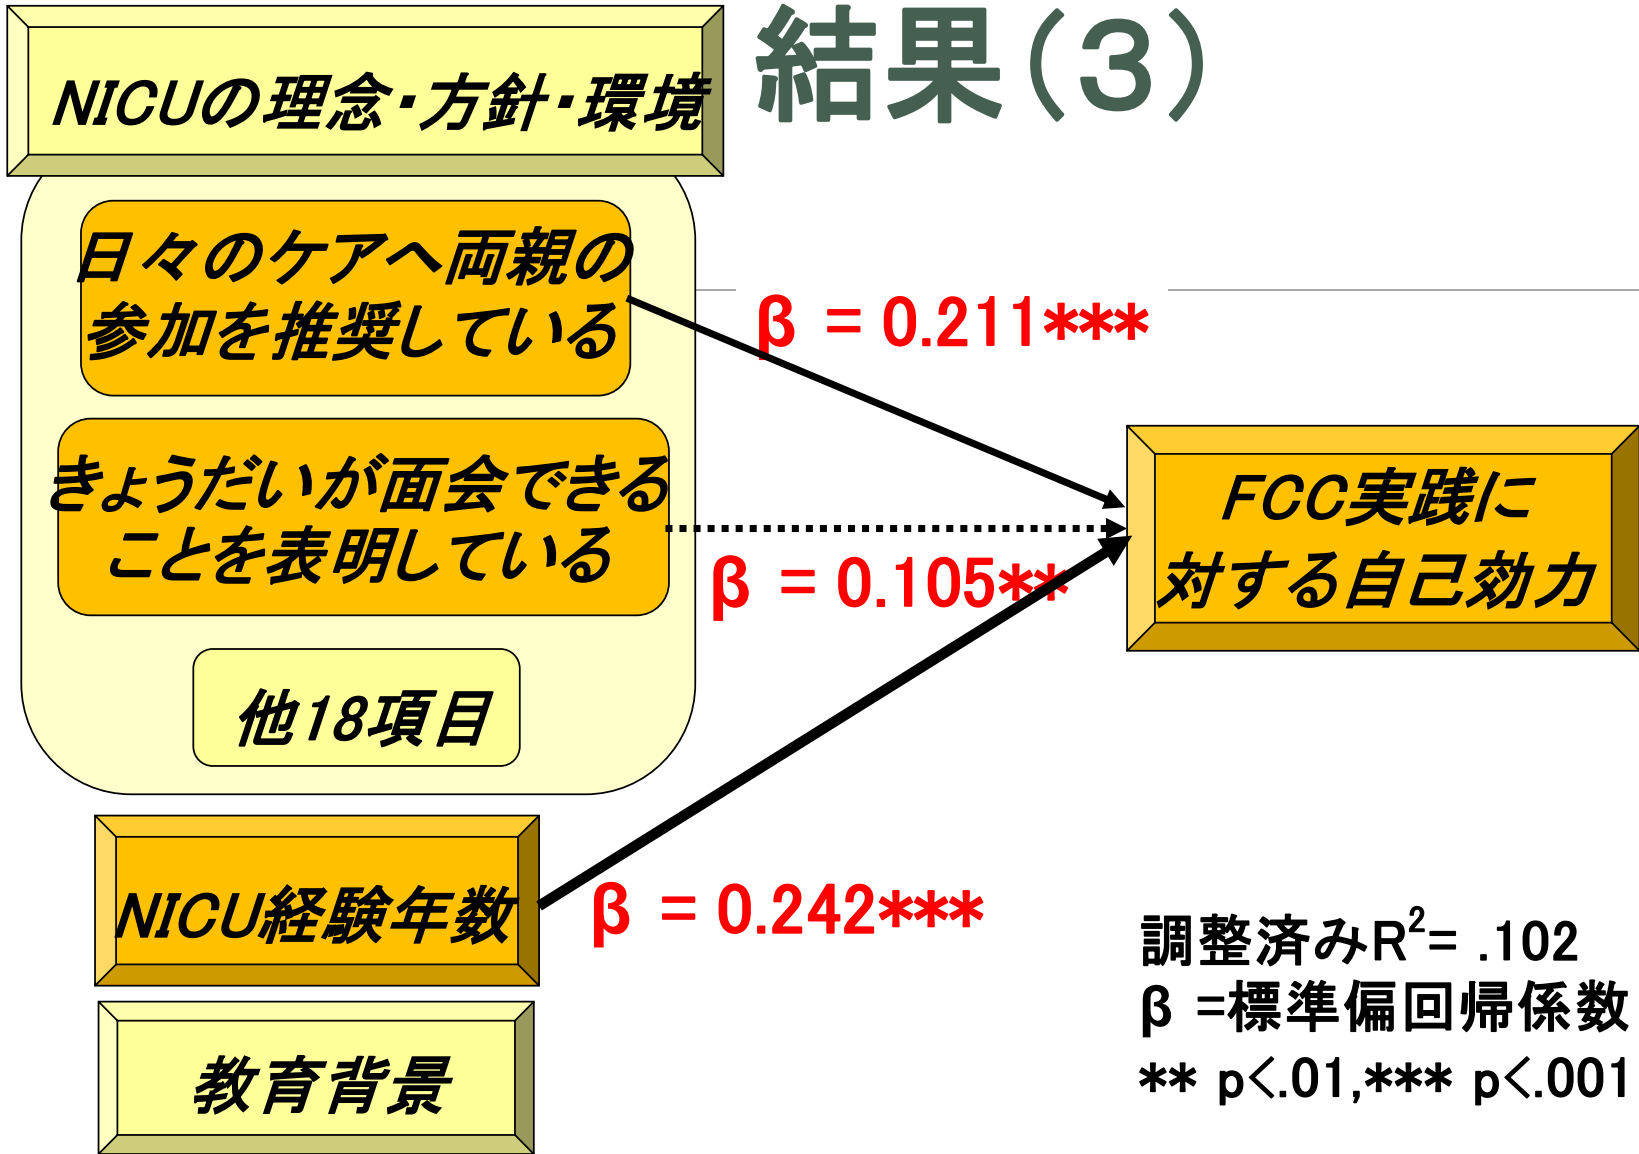 結果（3）
NICUの理念・方針・環境
日々のケアへ両親の
参加を推奨している
β = 0.211***
きょうだいが面会できる
ことを表明している
β = 0.105**
FCC実践に
対する自己効力
他18項目
NICU経験年数
β = 0.242***
教育背景
調整済みR²= .102
β =標準偏回帰係数
** p<.01,*** p<.001